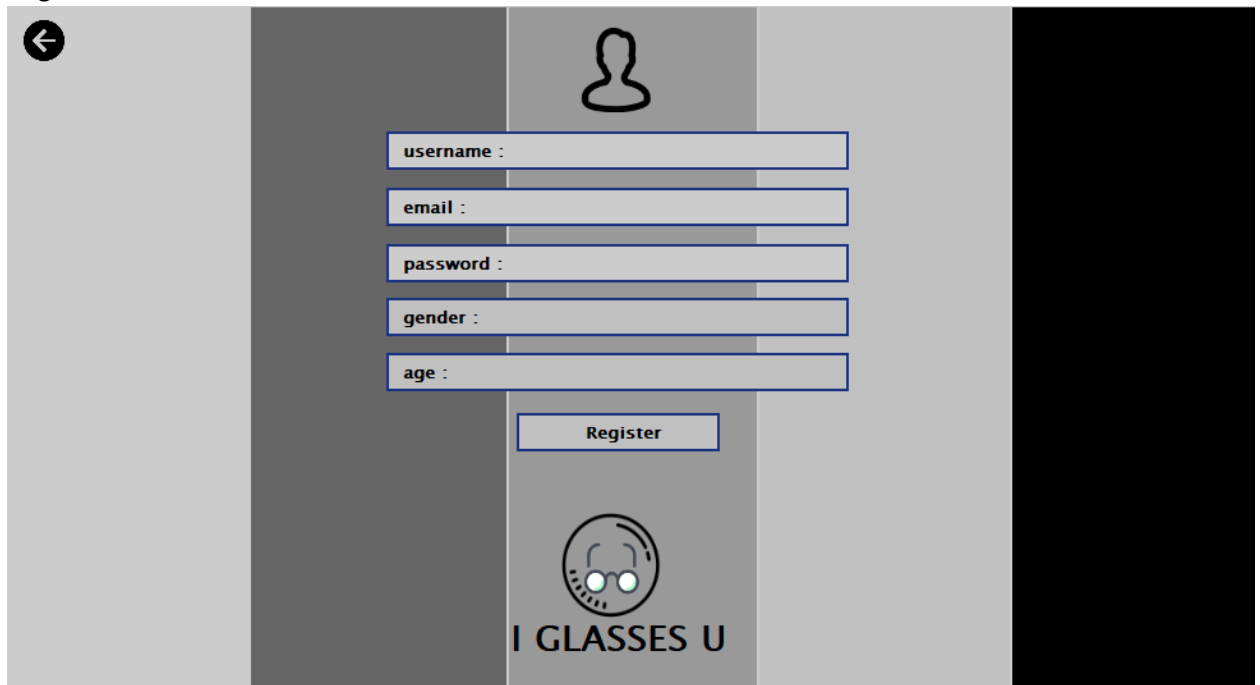 username :
email :
password :
gender :
age :
Register
I GLASSES U